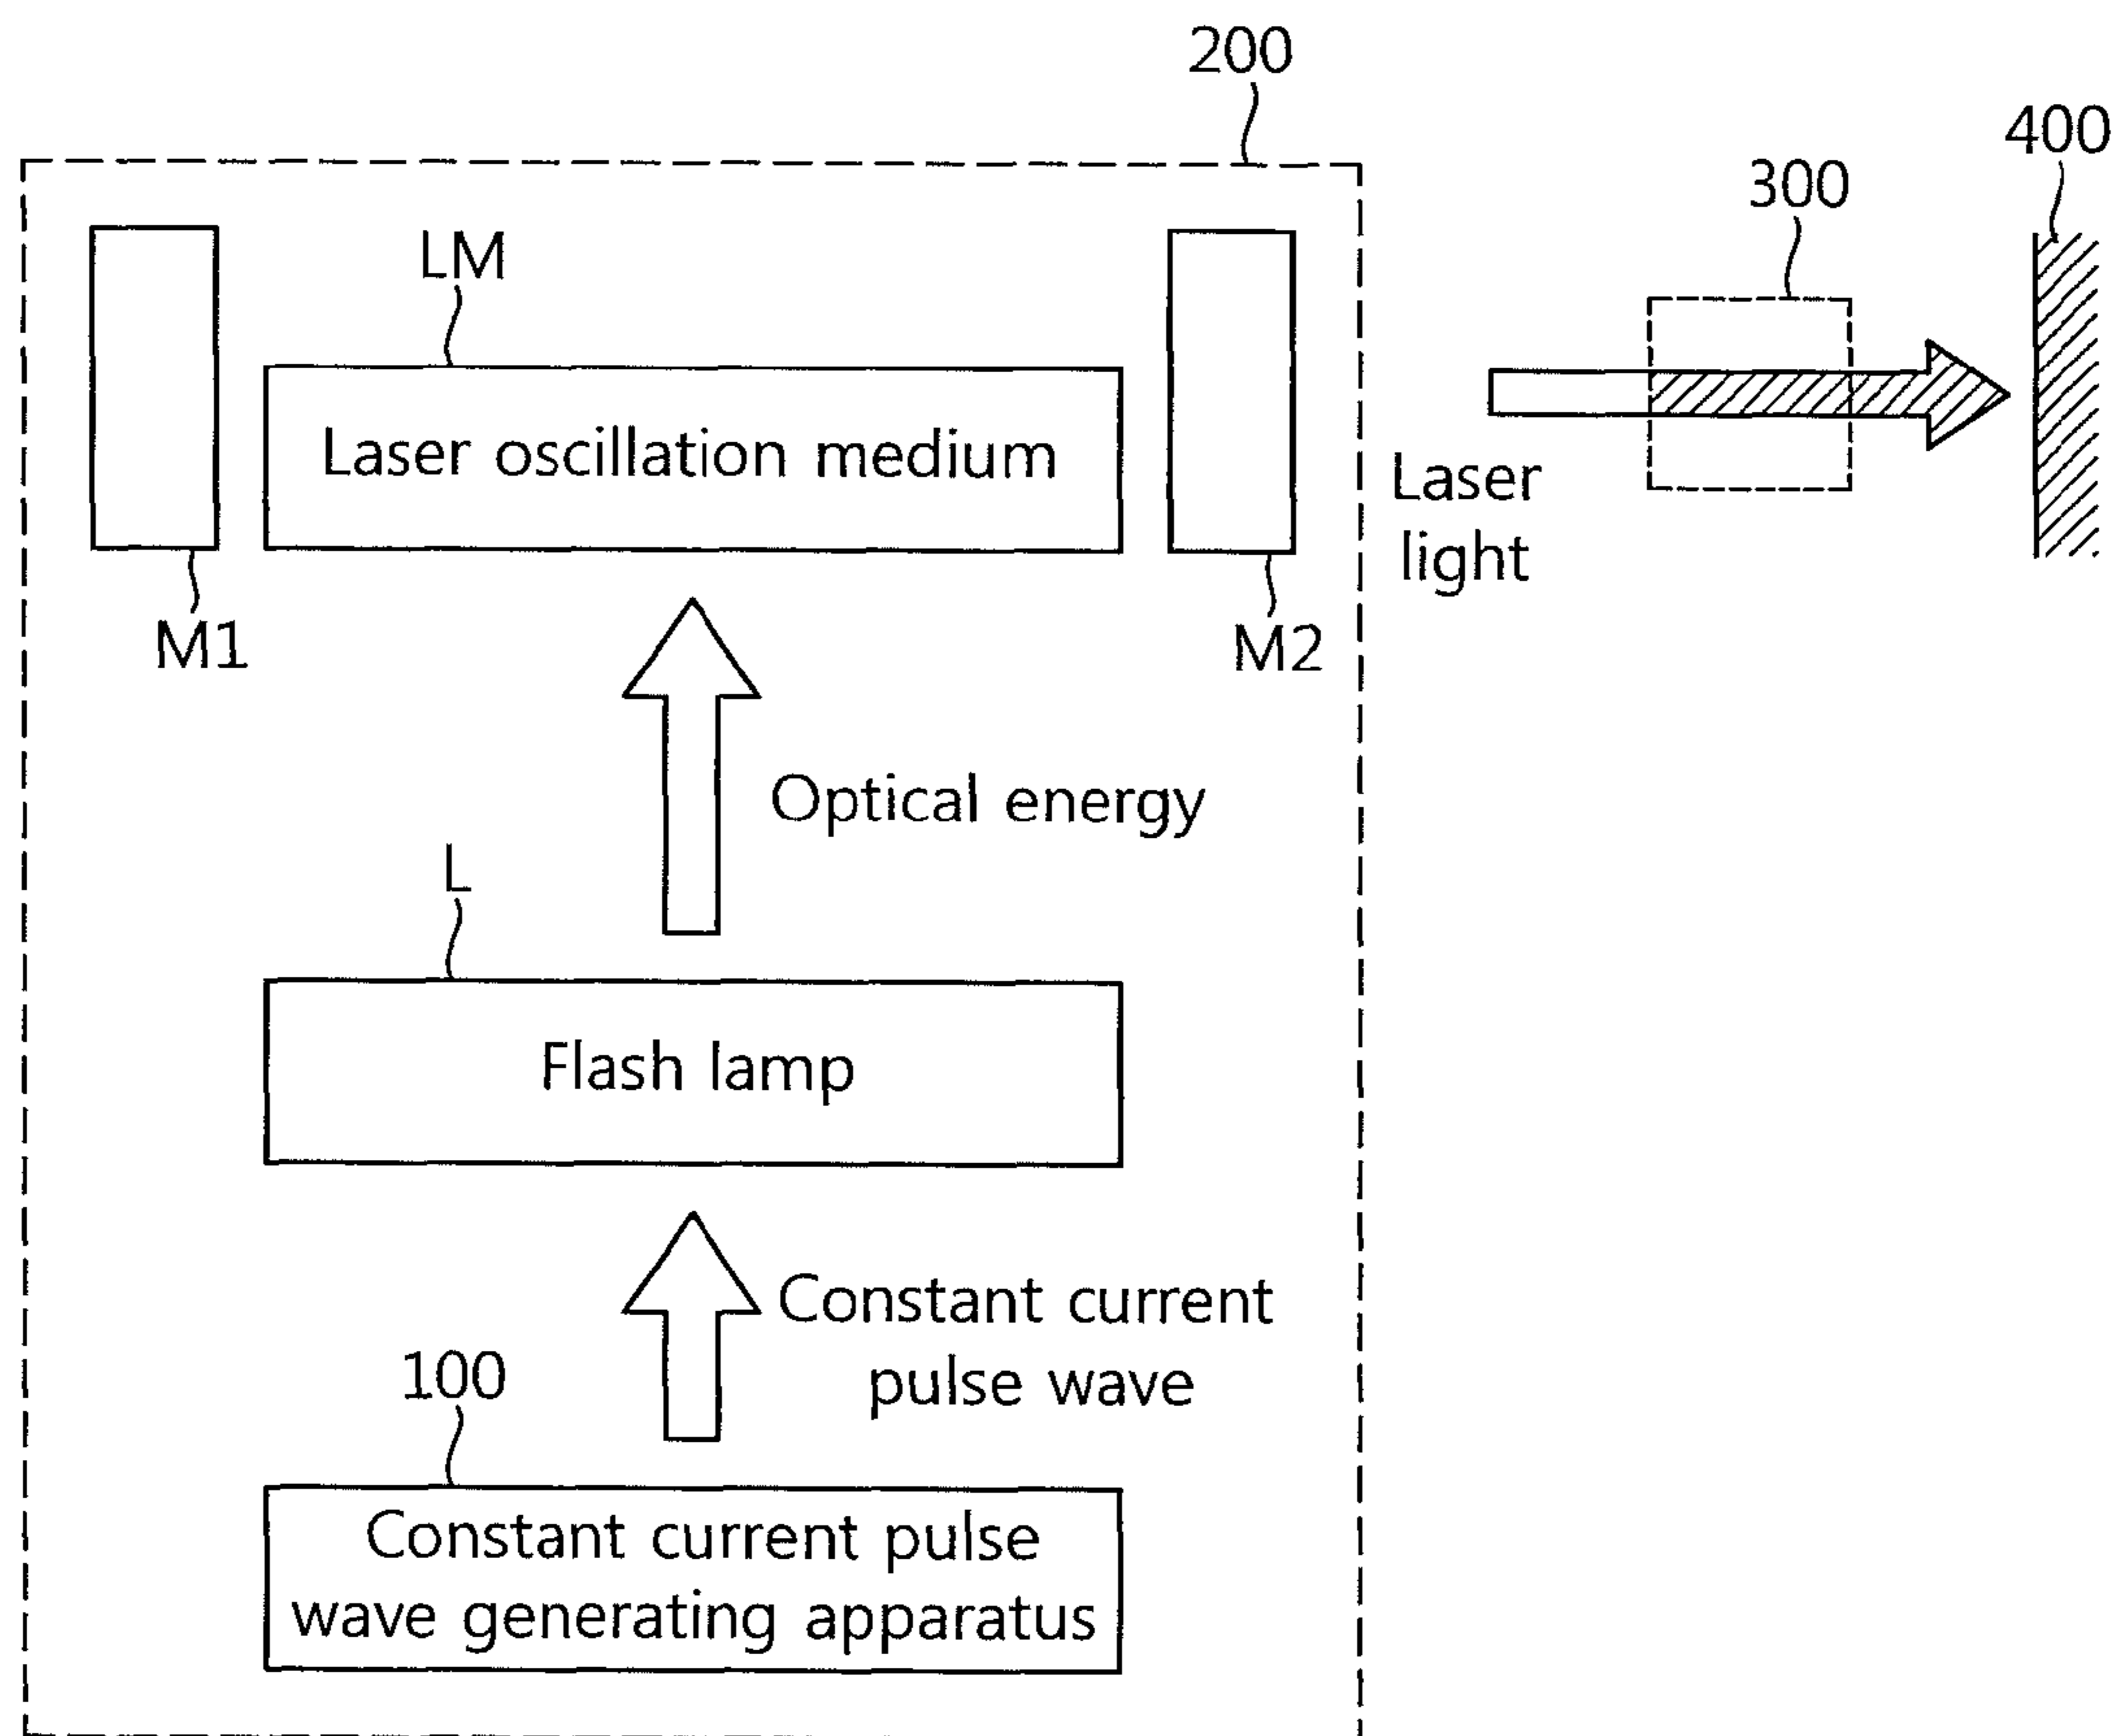 200
400
300
LM
Laser oscillation medium
Laser
light
M1
M2
Optical energy
L
Flash lamp
Constant current
pulse wave
100
Constant current pulse
wave generating apparatus